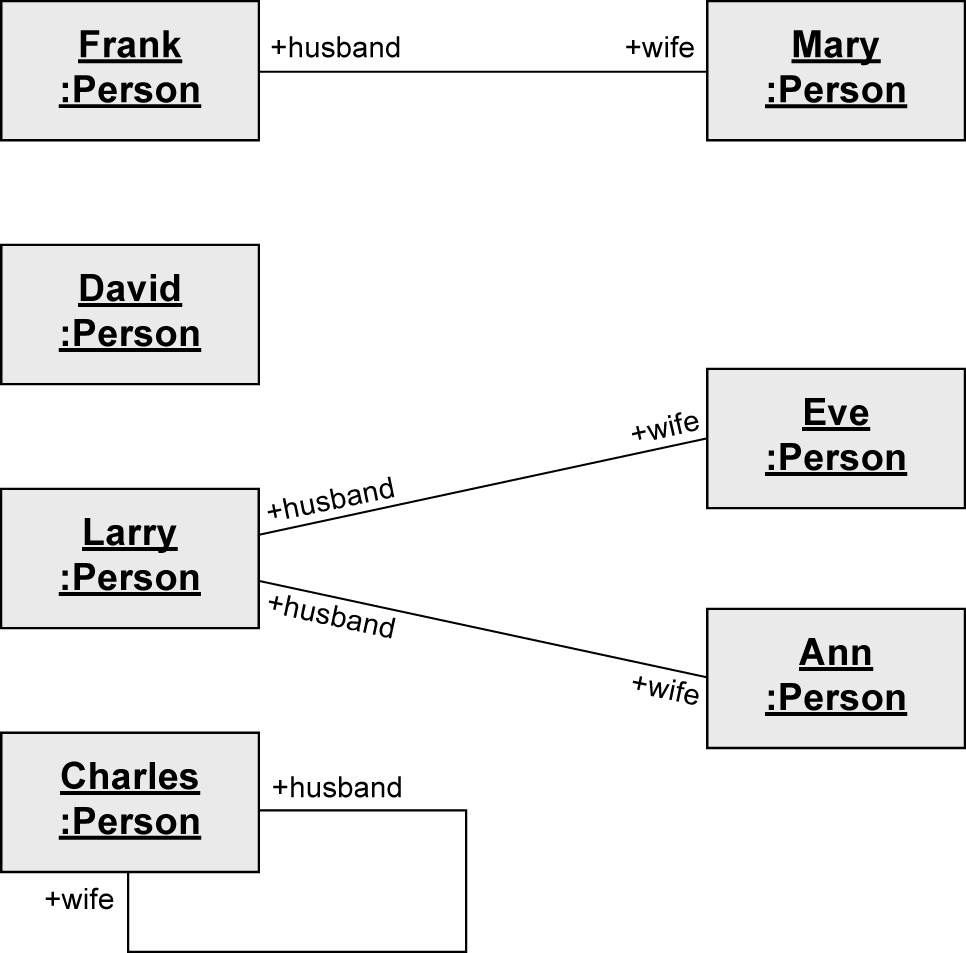 Frank
:Person
+husband
+wife
Mary
:Person
David
:Person
Eve
:Person
+wife
+husband
Larry
:Person
+husband
+wife
Ann
:Person
Charles
:Person
+husband
+wife